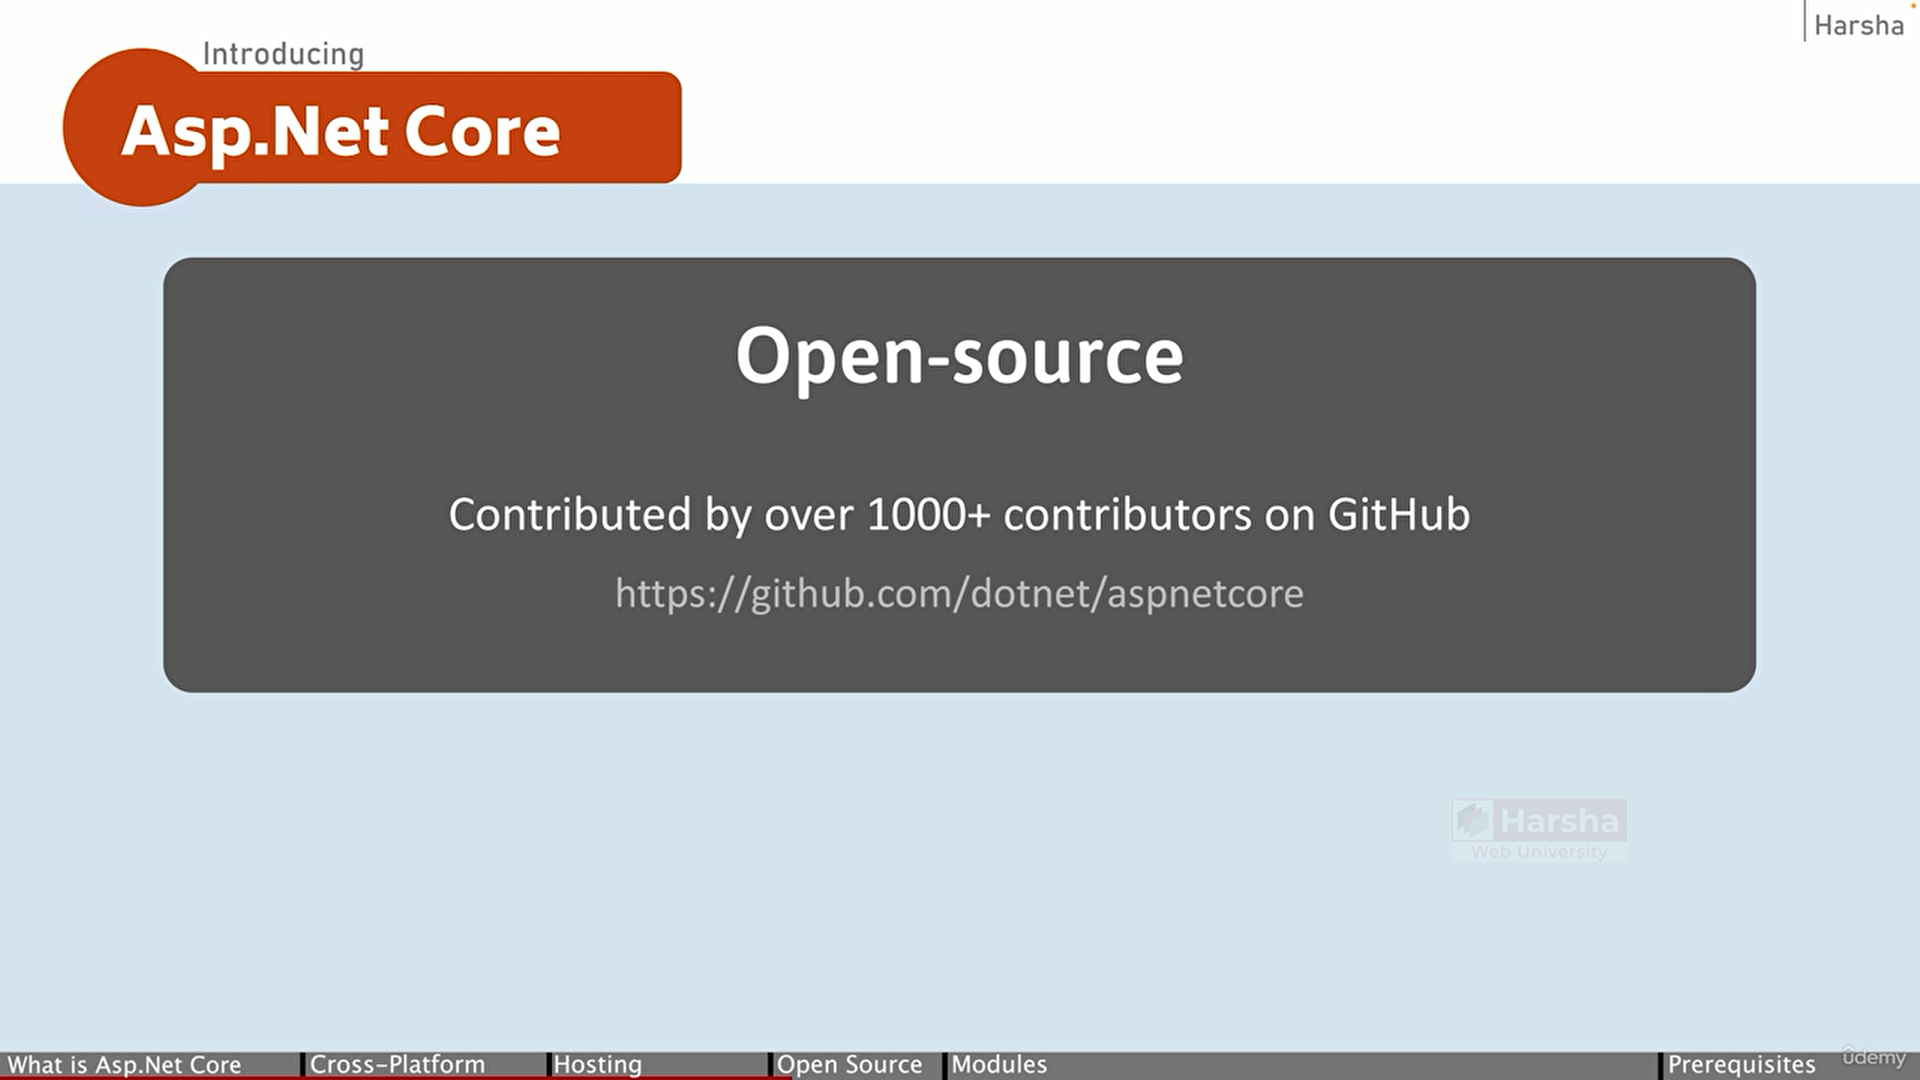 Harsha
Introducing
Asp.Net Core
Open-source
Contributed by over 1000+ contributors on GitHub
https://github.com/dotnet/aspnetcore
Harsha
Web University
What is Asp.Net Core
Cross-Platform
Hosting
Open Source
Modules
Prerequisites
ûdemy